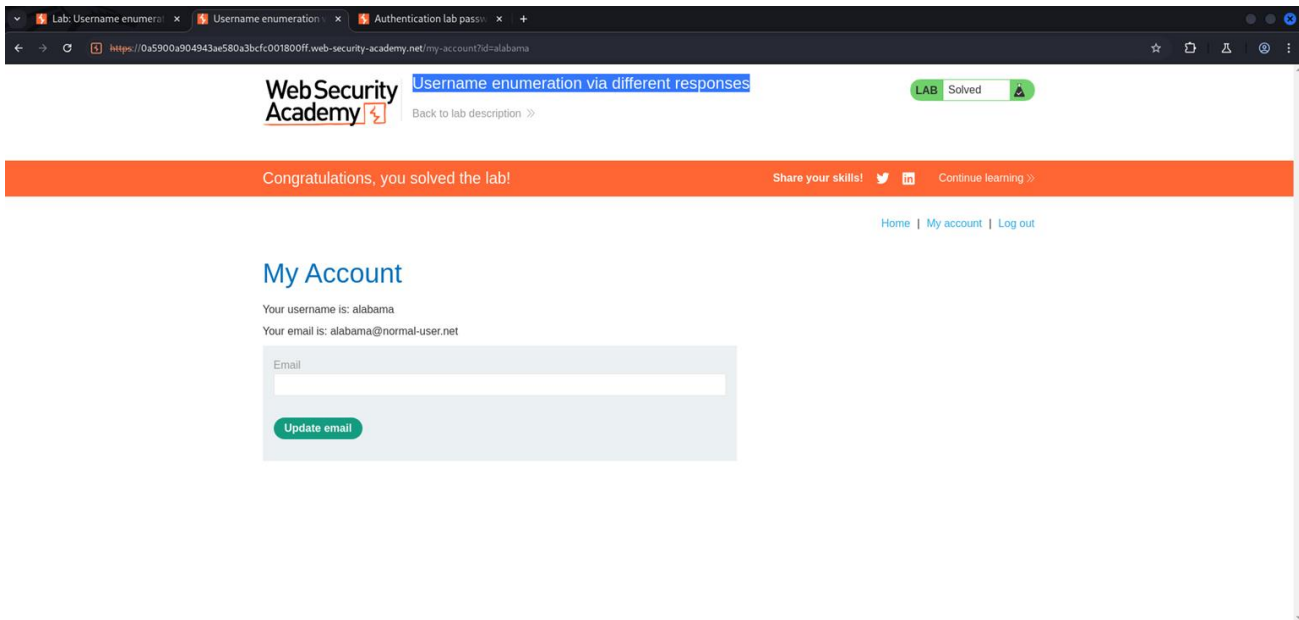 Lab: Username enumerat
Username enumeration v
Authentication lab passw
https://0a5900a904943ae580a3bcfc001800ff.web-security-academy.net/my-account?id=alabama
WebSecurity
Academy
Username enumeration via different responses
Back to lab description
LAB Solved
Congratulations, you solved the lab!
Share your skills!
Continue learning
Home | My account | Log out
My Account
Your username is: alabama
Your email is: alabama@normal-user.net
Email
Update email